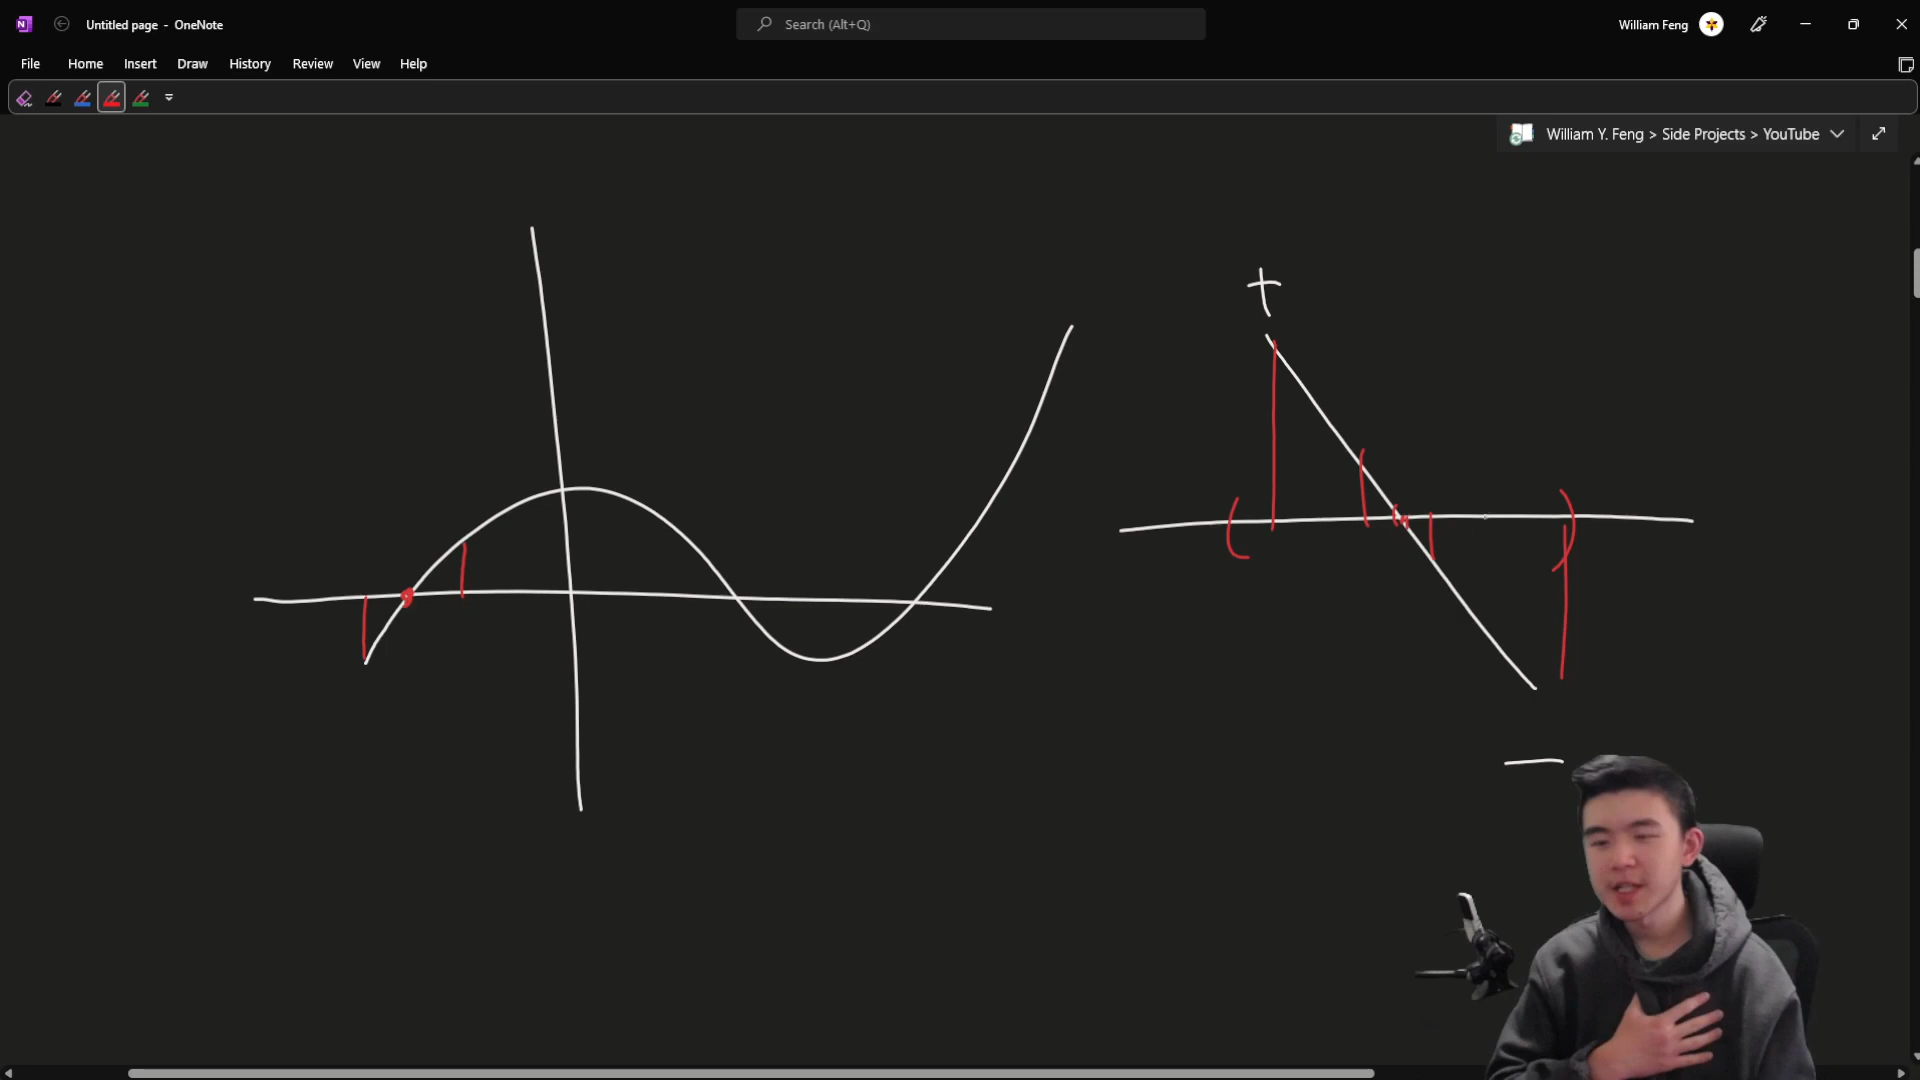 Untitled page - OneNote
Search (Alt+Q)
William Feng
File Home Insert Draw History Review View Help
William Y. Feng > Side Projects > YouTube
+
( )
—